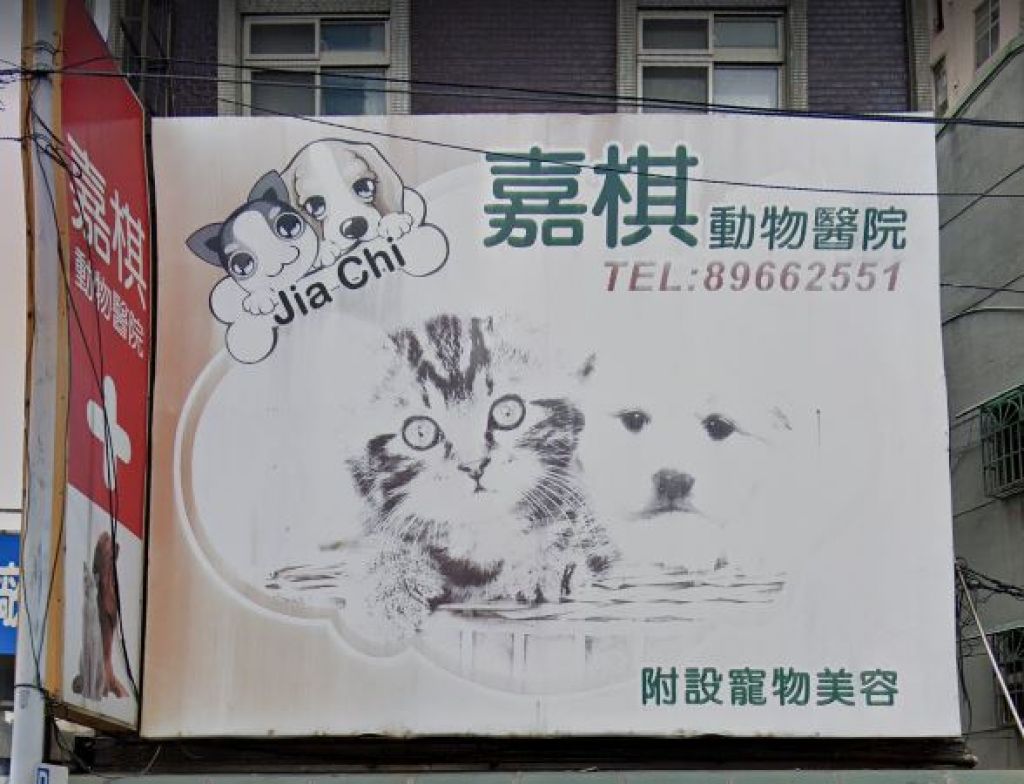 嘉棋
動物醫院
Jia Chi
嘉棋動物醫院
TEL:89662551
附設寵物美容